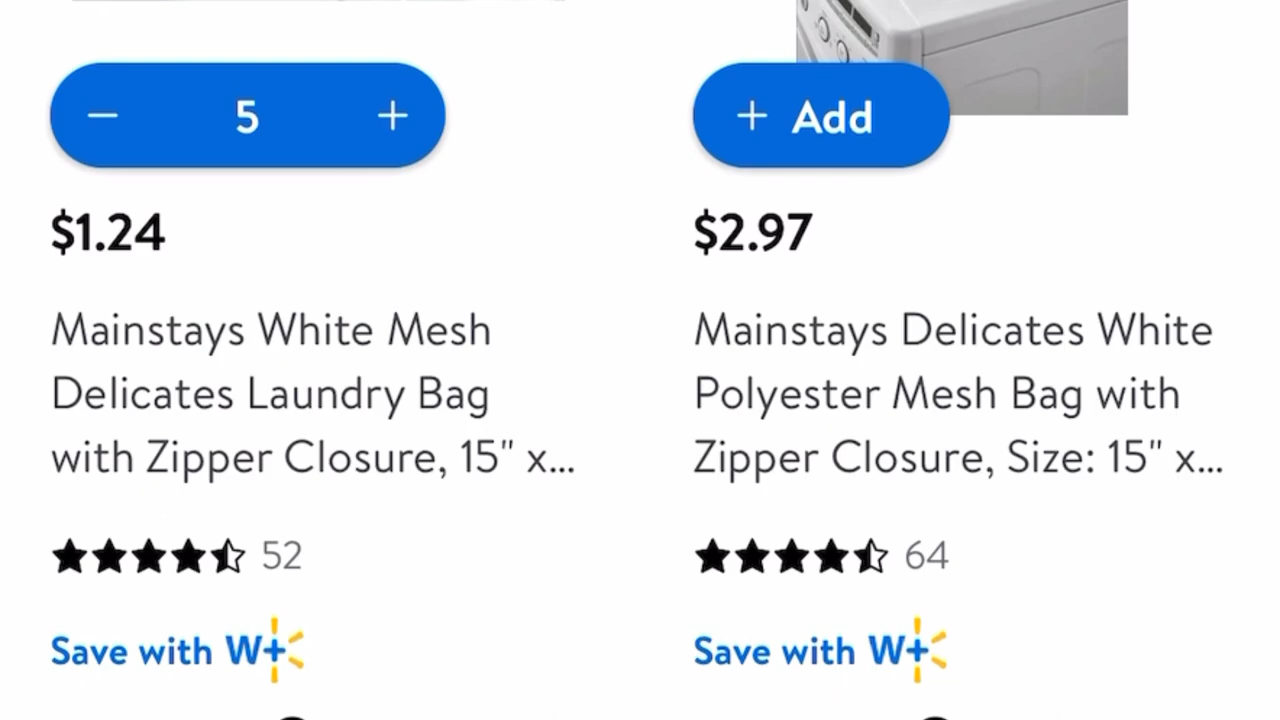 − 5 +
+ Add
$1.24
Mainstays White Mesh
Delicates Laundry Bag
with Zipper Closure, 15" x...
52
Save with W+
$2.97
Mainstays Delicates White
Polyester Mesh Bag with
Zipper Closure, Size: 15" x...
64
Save with W+